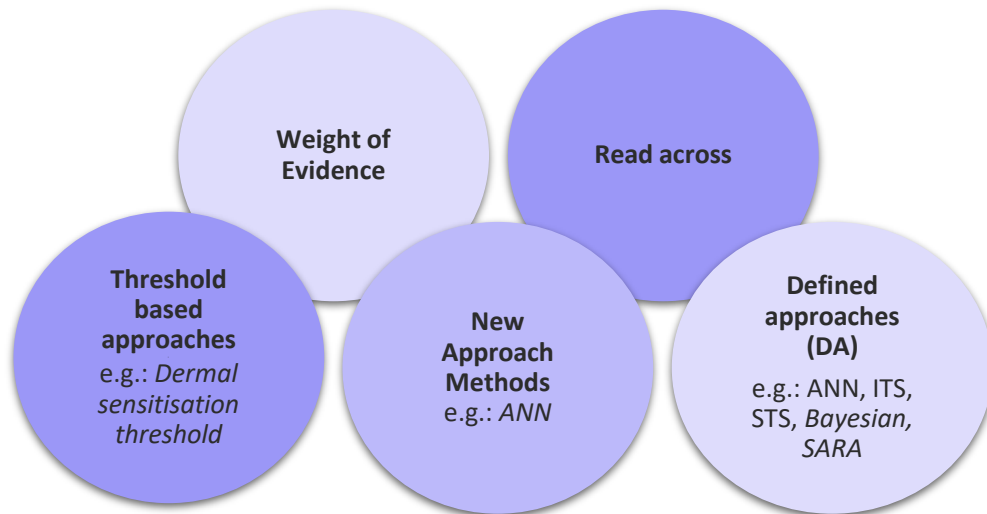 Weight of
Evidence
Read across
Threshold
based
approaches
e.g.: Dermal
sensitisation
threshold
New
Approach
Methods
e.g.: ANN
Defined
approaches
(DA)
e.g.: ANN, ITS,
STS, Bayesian,
SARA